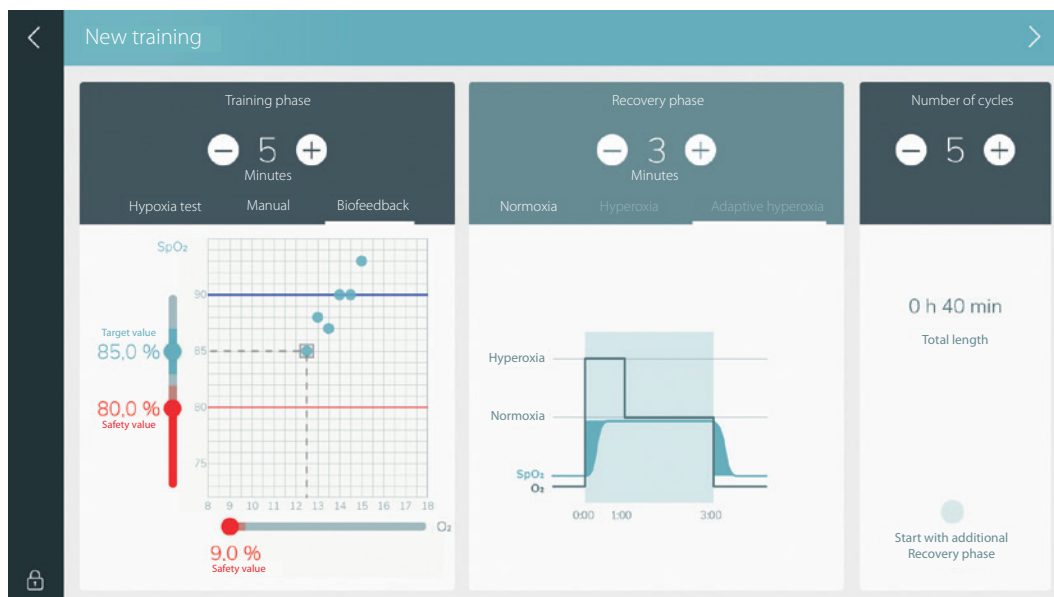 New training
Training phase
5
Minutes
Hypoxia test Manual Biofeedback
SpO₂
90
Target value
85,0 %
85
80,0 %
Safety value
80
75
8 9 10 11 12 13 14 15 16 17 18
O₂
9.0 %
Safety value
Recovery phase
3
Minutes
Normoxia Hyperoxia Adaptive hyperoxia
Hyperoxia
Normoxia
SpO₂
O₂
0:00 1:00 3:00
Number of cycles
5
0 h 40 min
Total length
Start with additional
Recovery phase